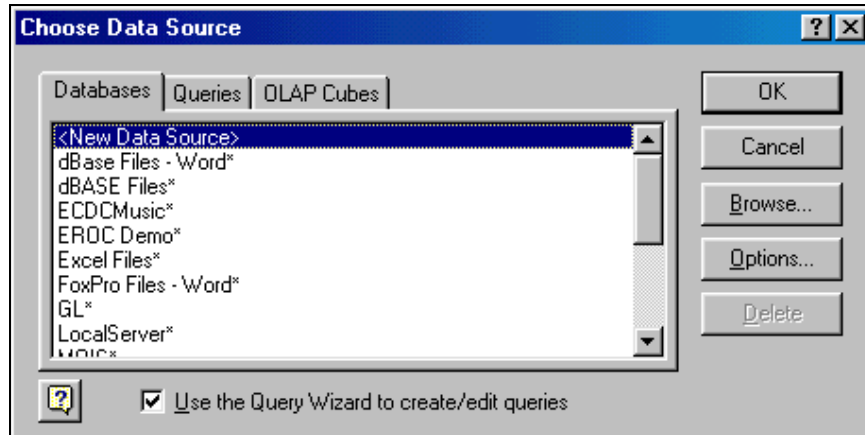 Choose Data Source
Databases Queries OLAP Cubes
<New Data Source>
dBase Files - Word*
dBASE Files*
ECDCMusic*
EROC Demo*
Excel Files*
FoxPro Files - Word*
GL*
LocalServer*
OK
Cancel
Browse...
Options...
Delete
Use the Query Wizard to create/edit queries